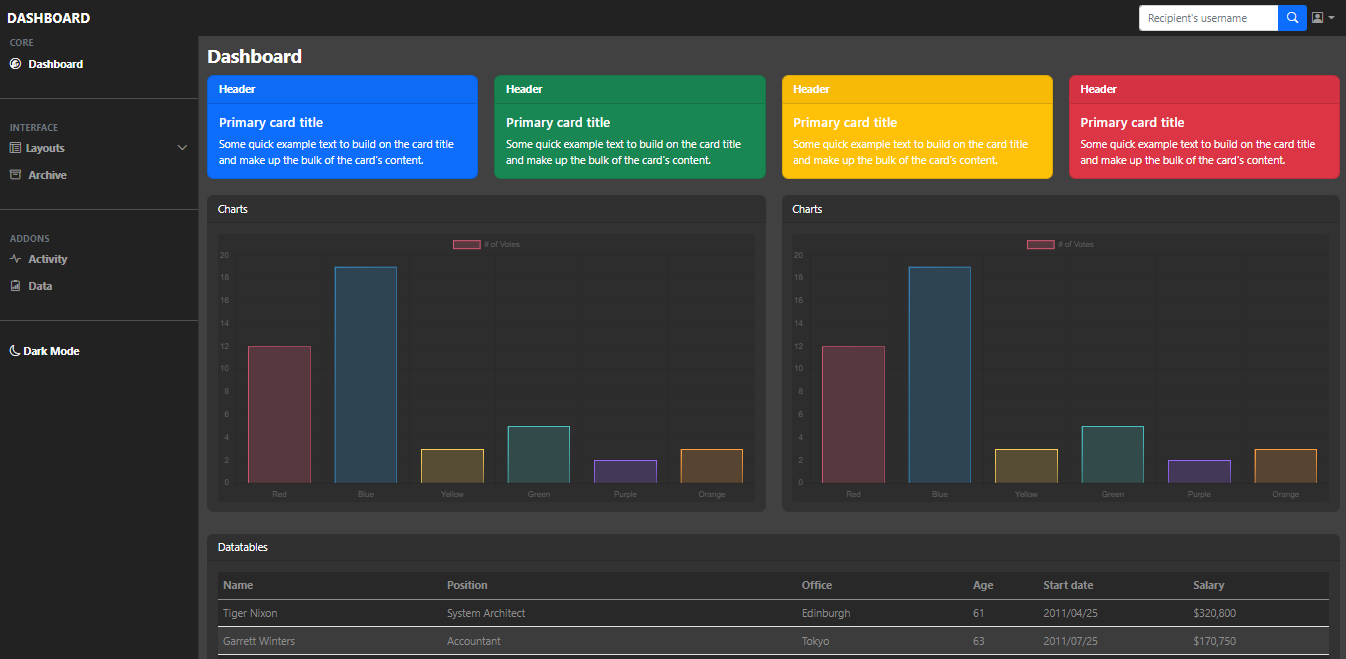 DASHBOARD
Recipient's username
CORE
Dashboard
INTERFACE
Layouts
Archive
ADDONS
Activity
Data
Dark Mode
Dashboard
Header
Primary card title
Some quick example text to build on the card title
and make up the bulk of the card's content.
Header
Primary card title
Some quick example text to build on the card title
and make up the bulk of the card's content.
Header
Primary card title
Some quick example text to build on the card title
and make up the bulk of the card's content.
Header
Primary card title
Some quick example text to build on the card title
and make up the bulk of the card's content.
Charts
# of Votes
20
18
16
14
12
10
8
6
4
2
0
Red Blue Yellow Green Purple Orange
Charts
# of Votes
20
18
16
14
12
10
8
6
4
2
0
Red Blue Yellow Green Purple Orange
Datatables
Name Position Office Age Start date Salary
Tiger Nixon System Architect Edinburgh 61 2011/04/25 $320,800
Garrett Winters Accountant Tokyo 63 2011/07/25 $170,750